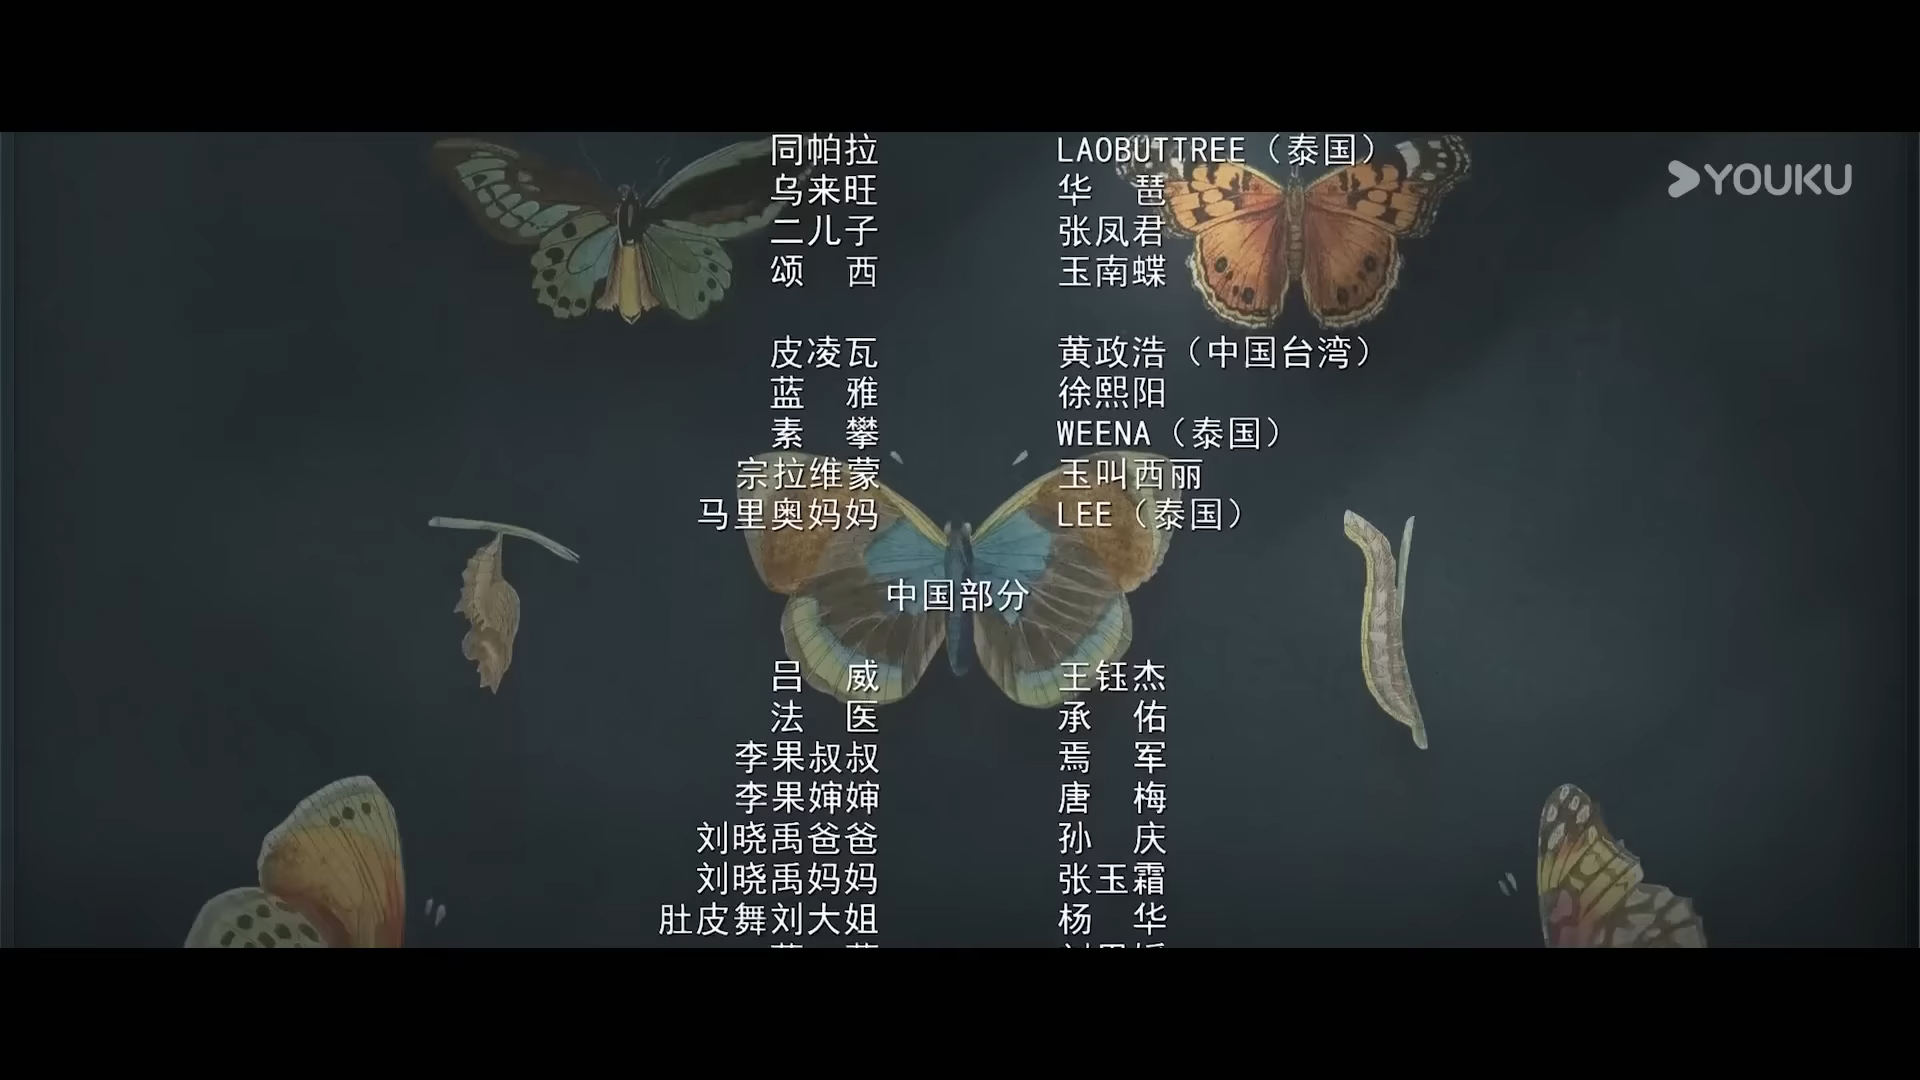 同帕拉 LAOBUTTREE（泰国）
YOUKU
乌来旺 华 琶
二儿子 张凤君
颂 西 玉南蝶
皮凌瓦 黄政浩（中国台湾）
蓝 雅 徐熙阳
素 攀 WEENA（泰国）
宗拉维蒙 玉叫西丽
马里奥妈妈 LEE（泰国）
中国部分
吕 威 王钰杰
法 医 承 佑
李果叔叔 焉 军
李果婶婶 唐 梅
刘晓禹爸爸 孙 庆
刘晓禹妈妈 张玉霜
肚皮舞刘大姐 杨 华